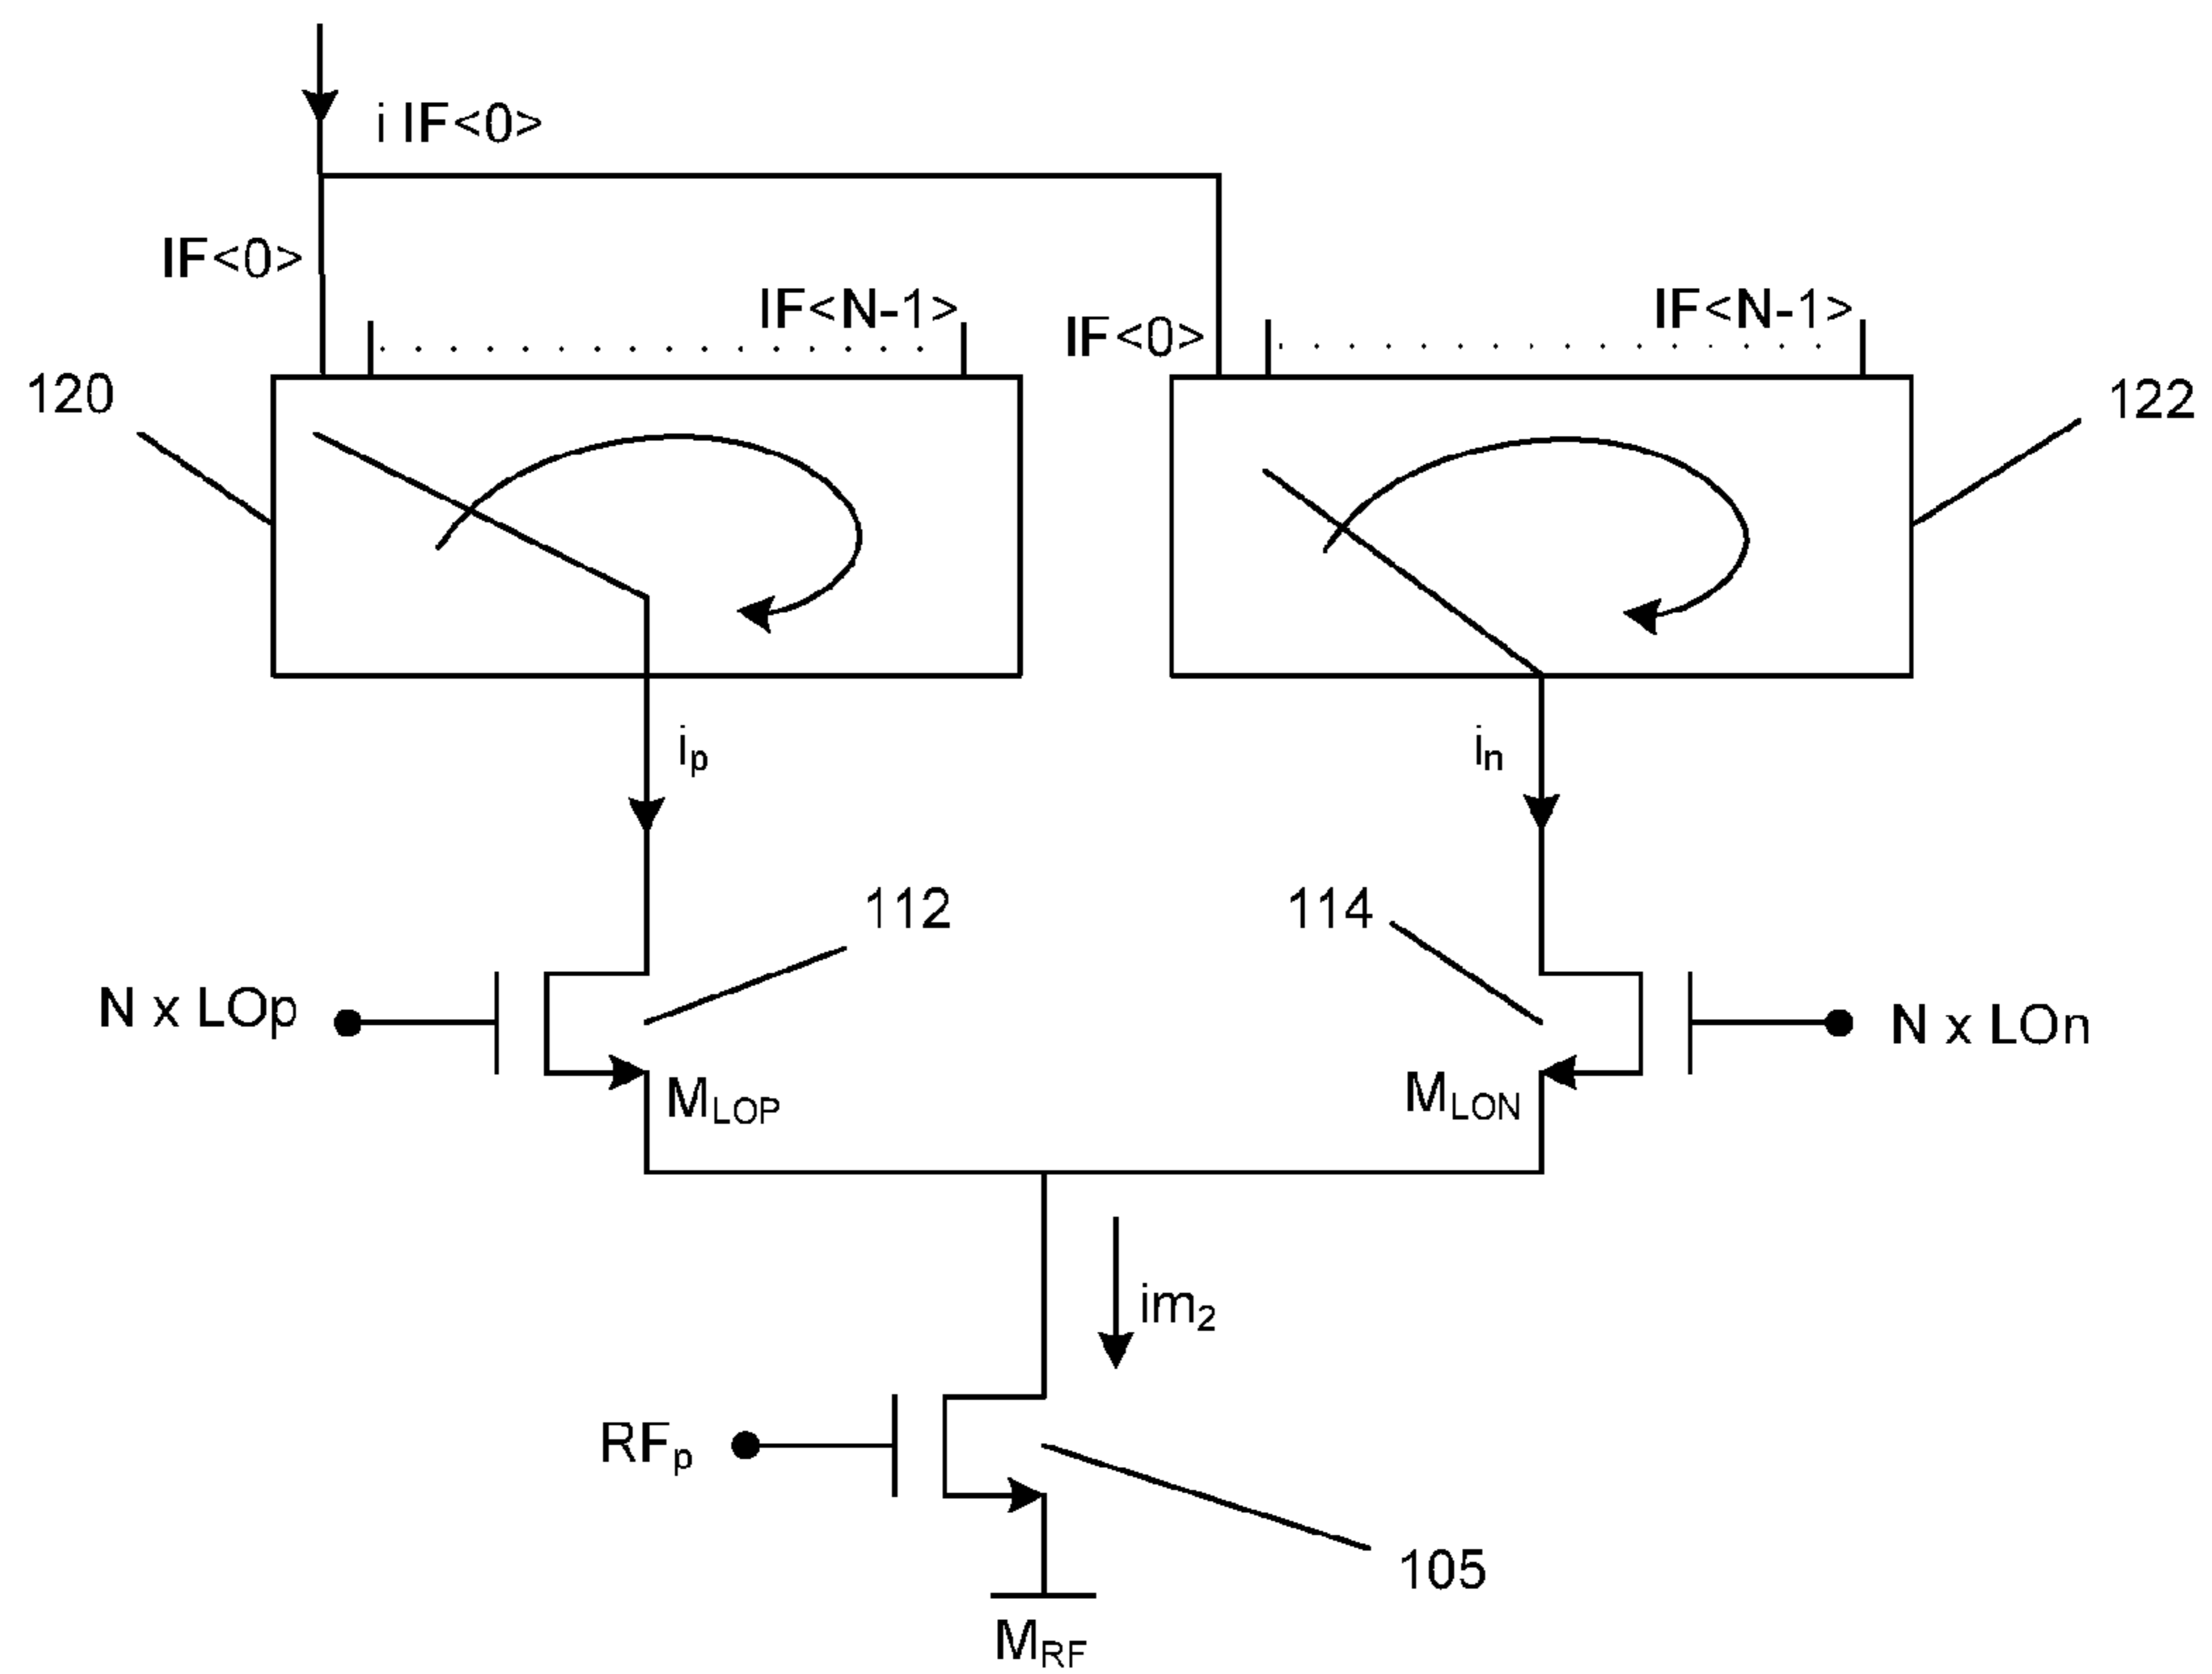 i IF<0>
IF<0>
IF<N-1>
IF<0>
IF<N-1>
120
122
ip
in
112
114
N x LOp
N x LOn
MLOP
MLON
im2
RFp
105
MRF